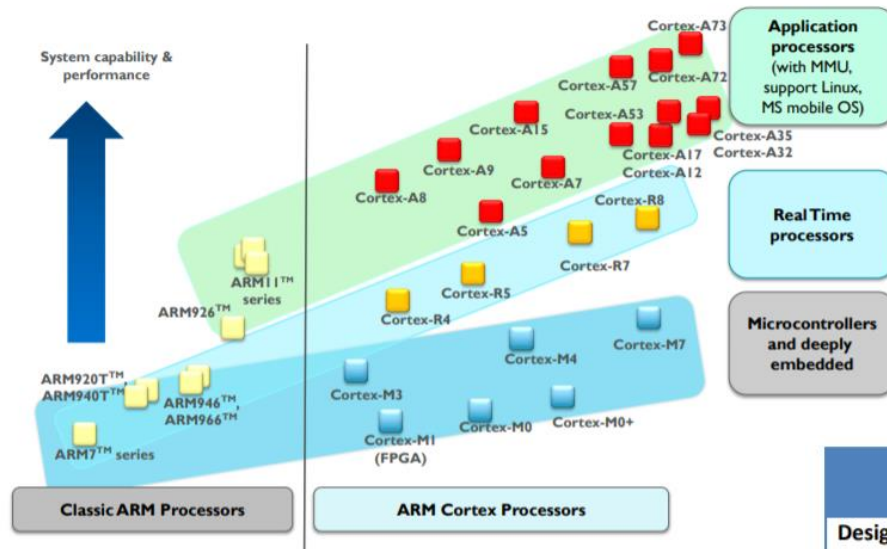 System capability &
performance
Cortex-A73
Cortex-A72
Cortex-A57
Cortex-A53
Cortex-A15
Cortex-A35
Cortex-A32
Cortex-A17
Cortex-A12
Cortex-A9
Cortex-A7
Cortex-A8
Cortex-A5
Cortex-R8
Cortex-R7
Cortex-R5
Cortex-R4
ARM11™
series
ARM926™
ARM920T™,
ARM940T™
ARM946™,
ARM966™
ARM7™ series
Cortex-M7
Cortex-M4
Cortex-M3
Cortex-M1
(FPGA)
Cortex-M0
Cortex-M0+
Application
processors
(with MMU,
support Linux,
MS mobile OS)
Real Time
processors
Microcontrollers
and deeply
embedded
Classic ARM Processors
ARM Cortex Processors
Desig